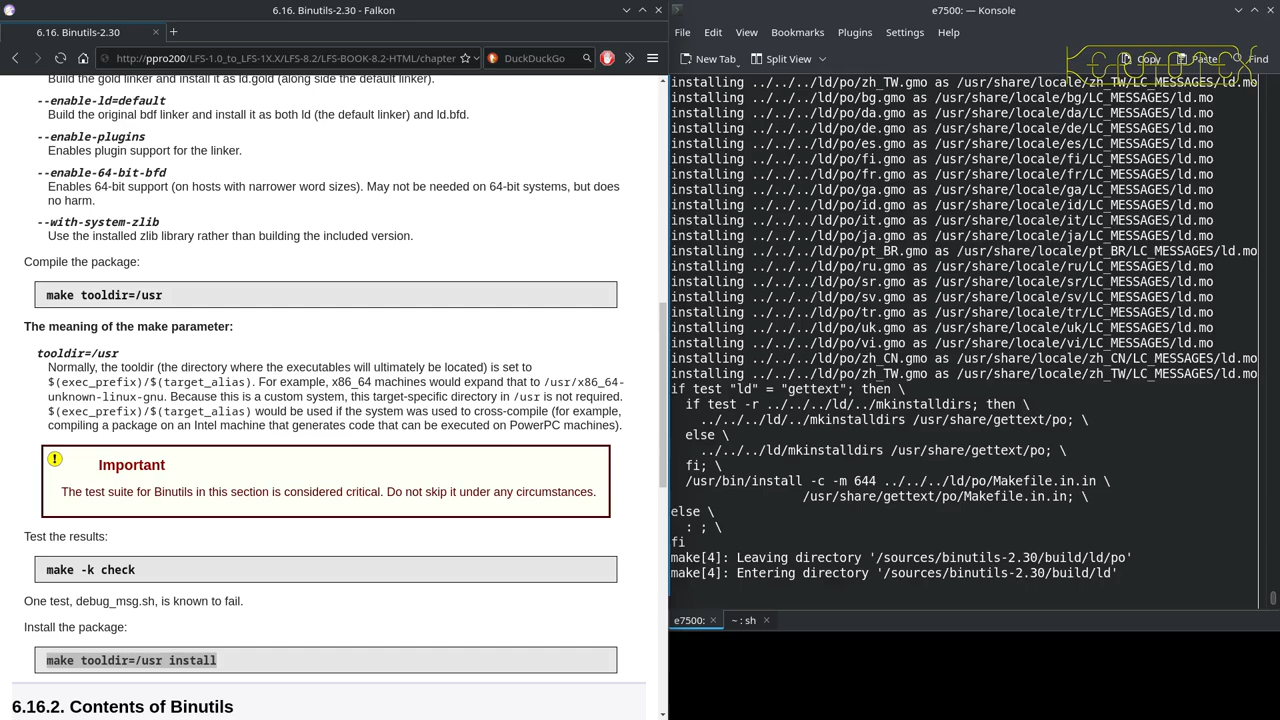 6.16. Binutils-2.30 - Falkon
6.16. Binutils-2.30
http://ppro200/LFS-1.0_to_LFS-1X.X/LFS-8.2/LFS-BOOK-8.2-HTML/chapter
DuckDuckGo
Build the gold linker and install it as ld.gold (along side the default linker).
--enable-ld=default
Build the original bdf linker and install it as both ld (the default linker) and ld.bfd.
--enable-plugins
Enables plugin support for the linker.
--enable-64-bit-bfd
Enables 64-bit support (on hosts with narrower word sizes). May not be needed on 64-bit systems, but does
no harm.
--with-system-zlib
Use the installed zlib library rather than building the included version.
Compile the package:
make tooldir=/usr
The meaning of the make parameter:
tooldir=/usr
Normally, the tooldir (the directory where the executables will ultimately be located) is set to
$(exec_prefix)/$(target_alias). For example, x86_64 machines would expand that to /usr/x86_64-
unknown-linux-gnu. Because this is a custom system, this target-specific directory in /usr is not required.
$(exec_prefix)/$(target_alias) would be used if the system was used to cross-compile (for example,
compiling a package on an Intel machine that generates code that can be executed on PowerPC machines).
Important
The test suite for Binutils in this section is considered critical. Do not skip it under any circumstances.
Test the results:
make -k check
One test, debug_msg.sh, is known to fail.
Install the package:
make tooldir=/usr install
6.16.2. Contents of Binutils
e7500: — Konsole
File Edit View Bookmarks Plugins Settings Help
New Tab Split View Copy Paste Find
installing ../../../ld/po/zh_TW.gmo as /usr/share/locale/zh_TW/LC_MESSAGES/ld.mo
installing ../../../ld/po/bg.gmo as /usr/share/locale/bg/LC_MESSAGES/ld.mo
installing ../../../ld/po/da.gmo as /usr/share/locale/da/LC_MESSAGES/ld.mo
installing ../../../ld/po/de.gmo as /usr/share/locale/de/LC_MESSAGES/ld.mo
installing ../../../ld/po/es.gmo as /usr/share/locale/es/LC_MESSAGES/ld.mo
installing ../../../ld/po/fi.gmo as /usr/share/locale/fi/LC_MESSAGES/ld.mo
installing ../../../ld/po/fr.gmo as /usr/share/locale/fr/LC_MESSAGES/ld.mo
installing ../../../ld/po/ga.gmo as /usr/share/locale/ga/LC_MESSAGES/ld.mo
installing ../../../ld/po/id.gmo as /usr/share/locale/id/LC_MESSAGES/ld.mo
installing ../../../ld/po/it.gmo as /usr/share/locale/it/LC_MESSAGES/ld.mo
installing ../../../ld/po/ja.gmo as /usr/share/locale/ja/LC_MESSAGES/ld.mo
installing ../../../ld/po/pt_BR.gmo as /usr/share/locale/pt_BR/LC_MESSAGES/ld.mo
installing ../../../ld/po/ru.gmo as /usr/share/locale/ru/LC_MESSAGES/ld.mo
installing ../../../ld/po/sr.gmo as /usr/share/locale/sr/LC_MESSAGES/ld.mo
installing ../../../ld/po/sv.gmo as /usr/share/locale/sv/LC_MESSAGES/ld.mo
installing ../../../ld/po/tr.gmo as /usr/share/locale/tr/LC_MESSAGES/ld.mo
installing ../../../ld/po/uk.gmo as /usr/share/locale/uk/LC_MESSAGES/ld.mo
installing ../../../ld/po/vi.gmo as /usr/share/locale/vi/LC_MESSAGES/ld.mo
installing ../../../ld/po/zh_CN.gmo as /usr/share/locale/zh_CN/LC_MESSAGES/ld.mo
installing ../../../ld/po/zh_TW.gmo as /usr/share/locale/zh_TW/LC_MESSAGES/ld.mo
if test "ld" = "gettext"; then \
if test -r ../../../ld/../mkinstalldirs; then \
../../../ld/../mkinstalldirs /usr/share/gettext/po; \
else \
../../../ld/mkinstalldirs /usr/share/gettext/po; \
fi; \
/usr/bin/install -c -m 644 ../../../ld/po/Makefile.in.in \
/usr/share/gettext/po/Makefile.in.in; \
else \
: ; \
fi
make[4]: Leaving directory '/sources/binutils-2.30/build/ld/po'
make[4]: Entering directory '/sources/binutils-2.30/build/ld'
e7500:
~ : sh